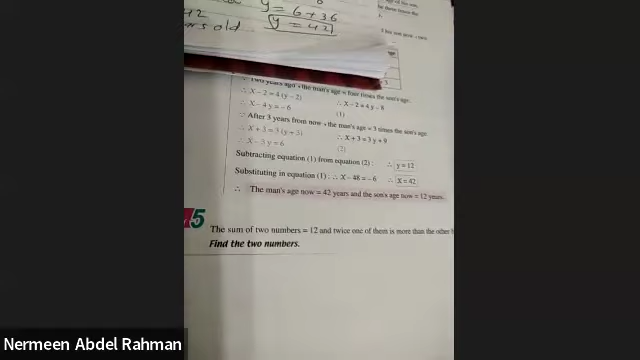 42
y = 6 + 36
y = 42
years old.
Two years ago, the man's age = four times the son's age.
∴ X – 2 = 4 (y – 2) ∴ X – 2 = 4 y – 8
∴ X – 4 y = – 6 (1)
∵ After 3 years from now, the man's age = 3 times the son's age.
∴ X + 3 = 3 (y + 3) ∴ X + 3 = 3 y + 9
∴ X – 3 y = 6 (2)
Subtracting equation (1) from equation (2) : ∴ y = 12
Substituting in equation (1) : ∴ X – 48 = – 6 ∴ X = 42
∴ The man's age now = 42 years and the son's age now = 12 years.
5
The sum of two numbers = 12 and twice one of them is more than the other
Find the two numbers.
Nermeen Abdel Rahman